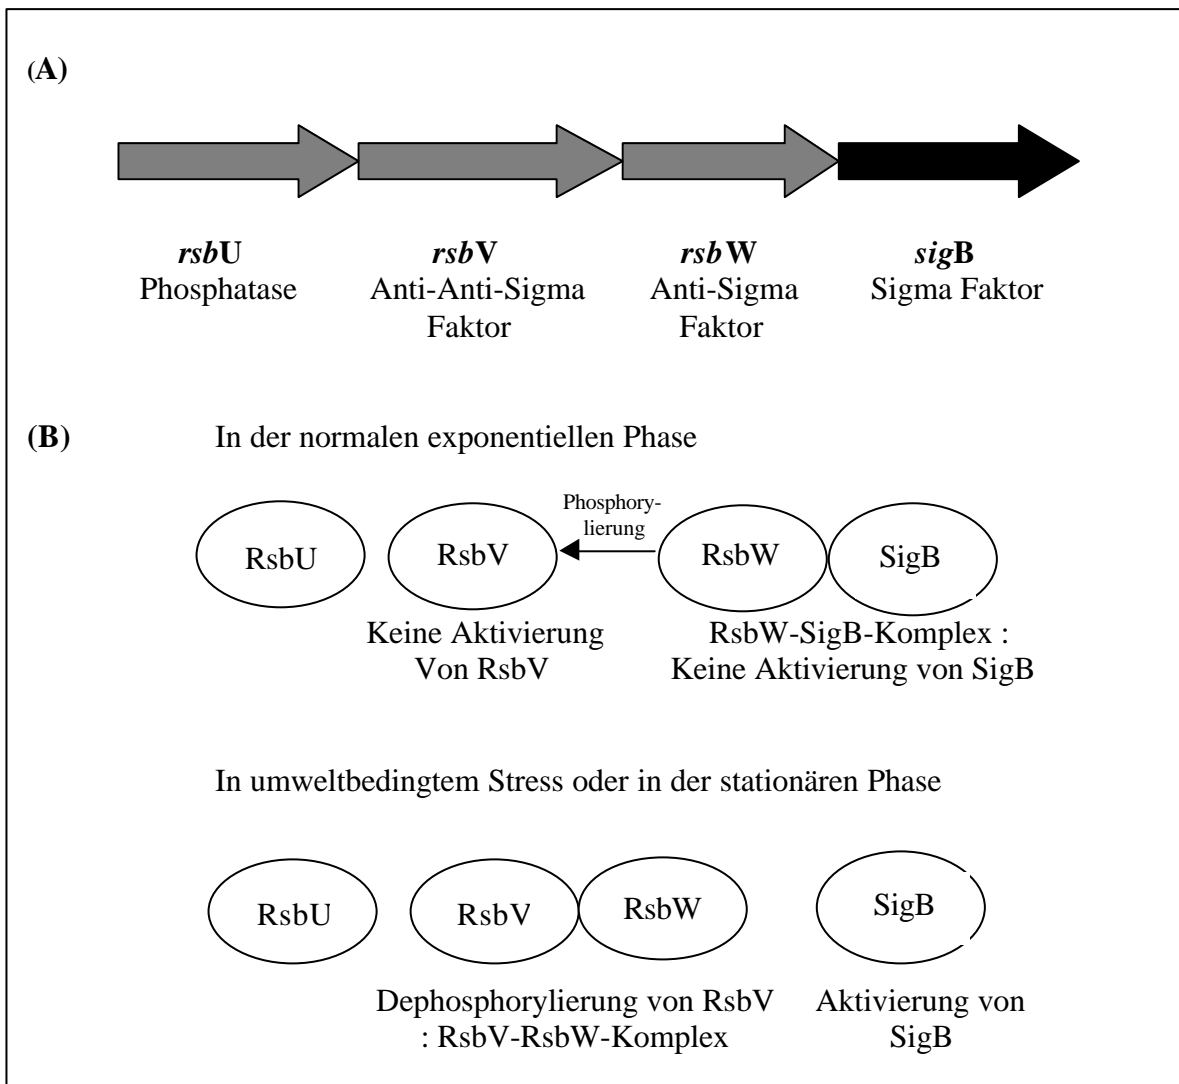 (A)
rsbU rsbV rsbW sigB
Phosphatase Anti-Anti-Sigma Anti-Sigma Sigma Faktor
Faktor Faktor
(B) In der normalen exponentiellen Phase
Phosphory-
lierung
RsbU RsbV RsbW SigB
Keine Aktivierung RsbW-SigB-Komplex :
Von RsbV Keine Aktivierung von SigB
In umweltbedingtem Stress oder in der stationären Phase
RsbU RsbV RsbW SigB
Dephosphorylierung von RsbV Aktivierung von
: RsbV-RsbW-Komplex SigB